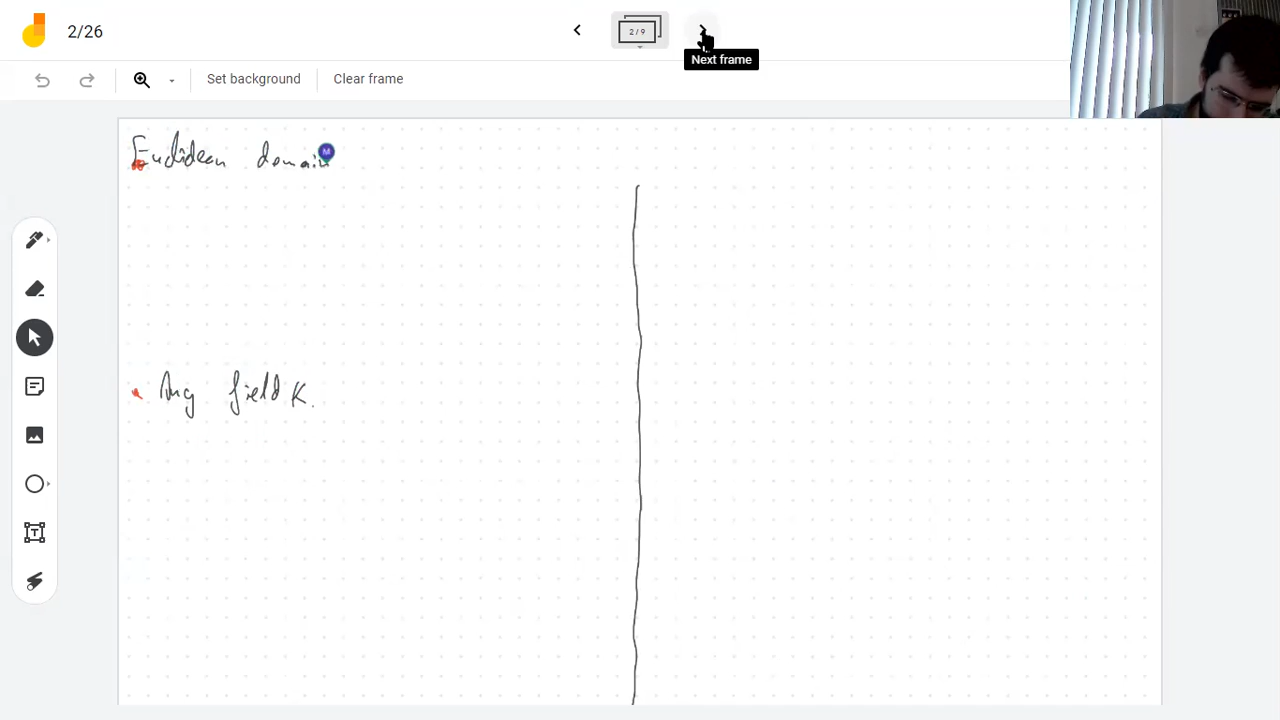 2/26
2 / 9
Next frame
Set background
Clear frame
Euclidean domain
M
Any field K.